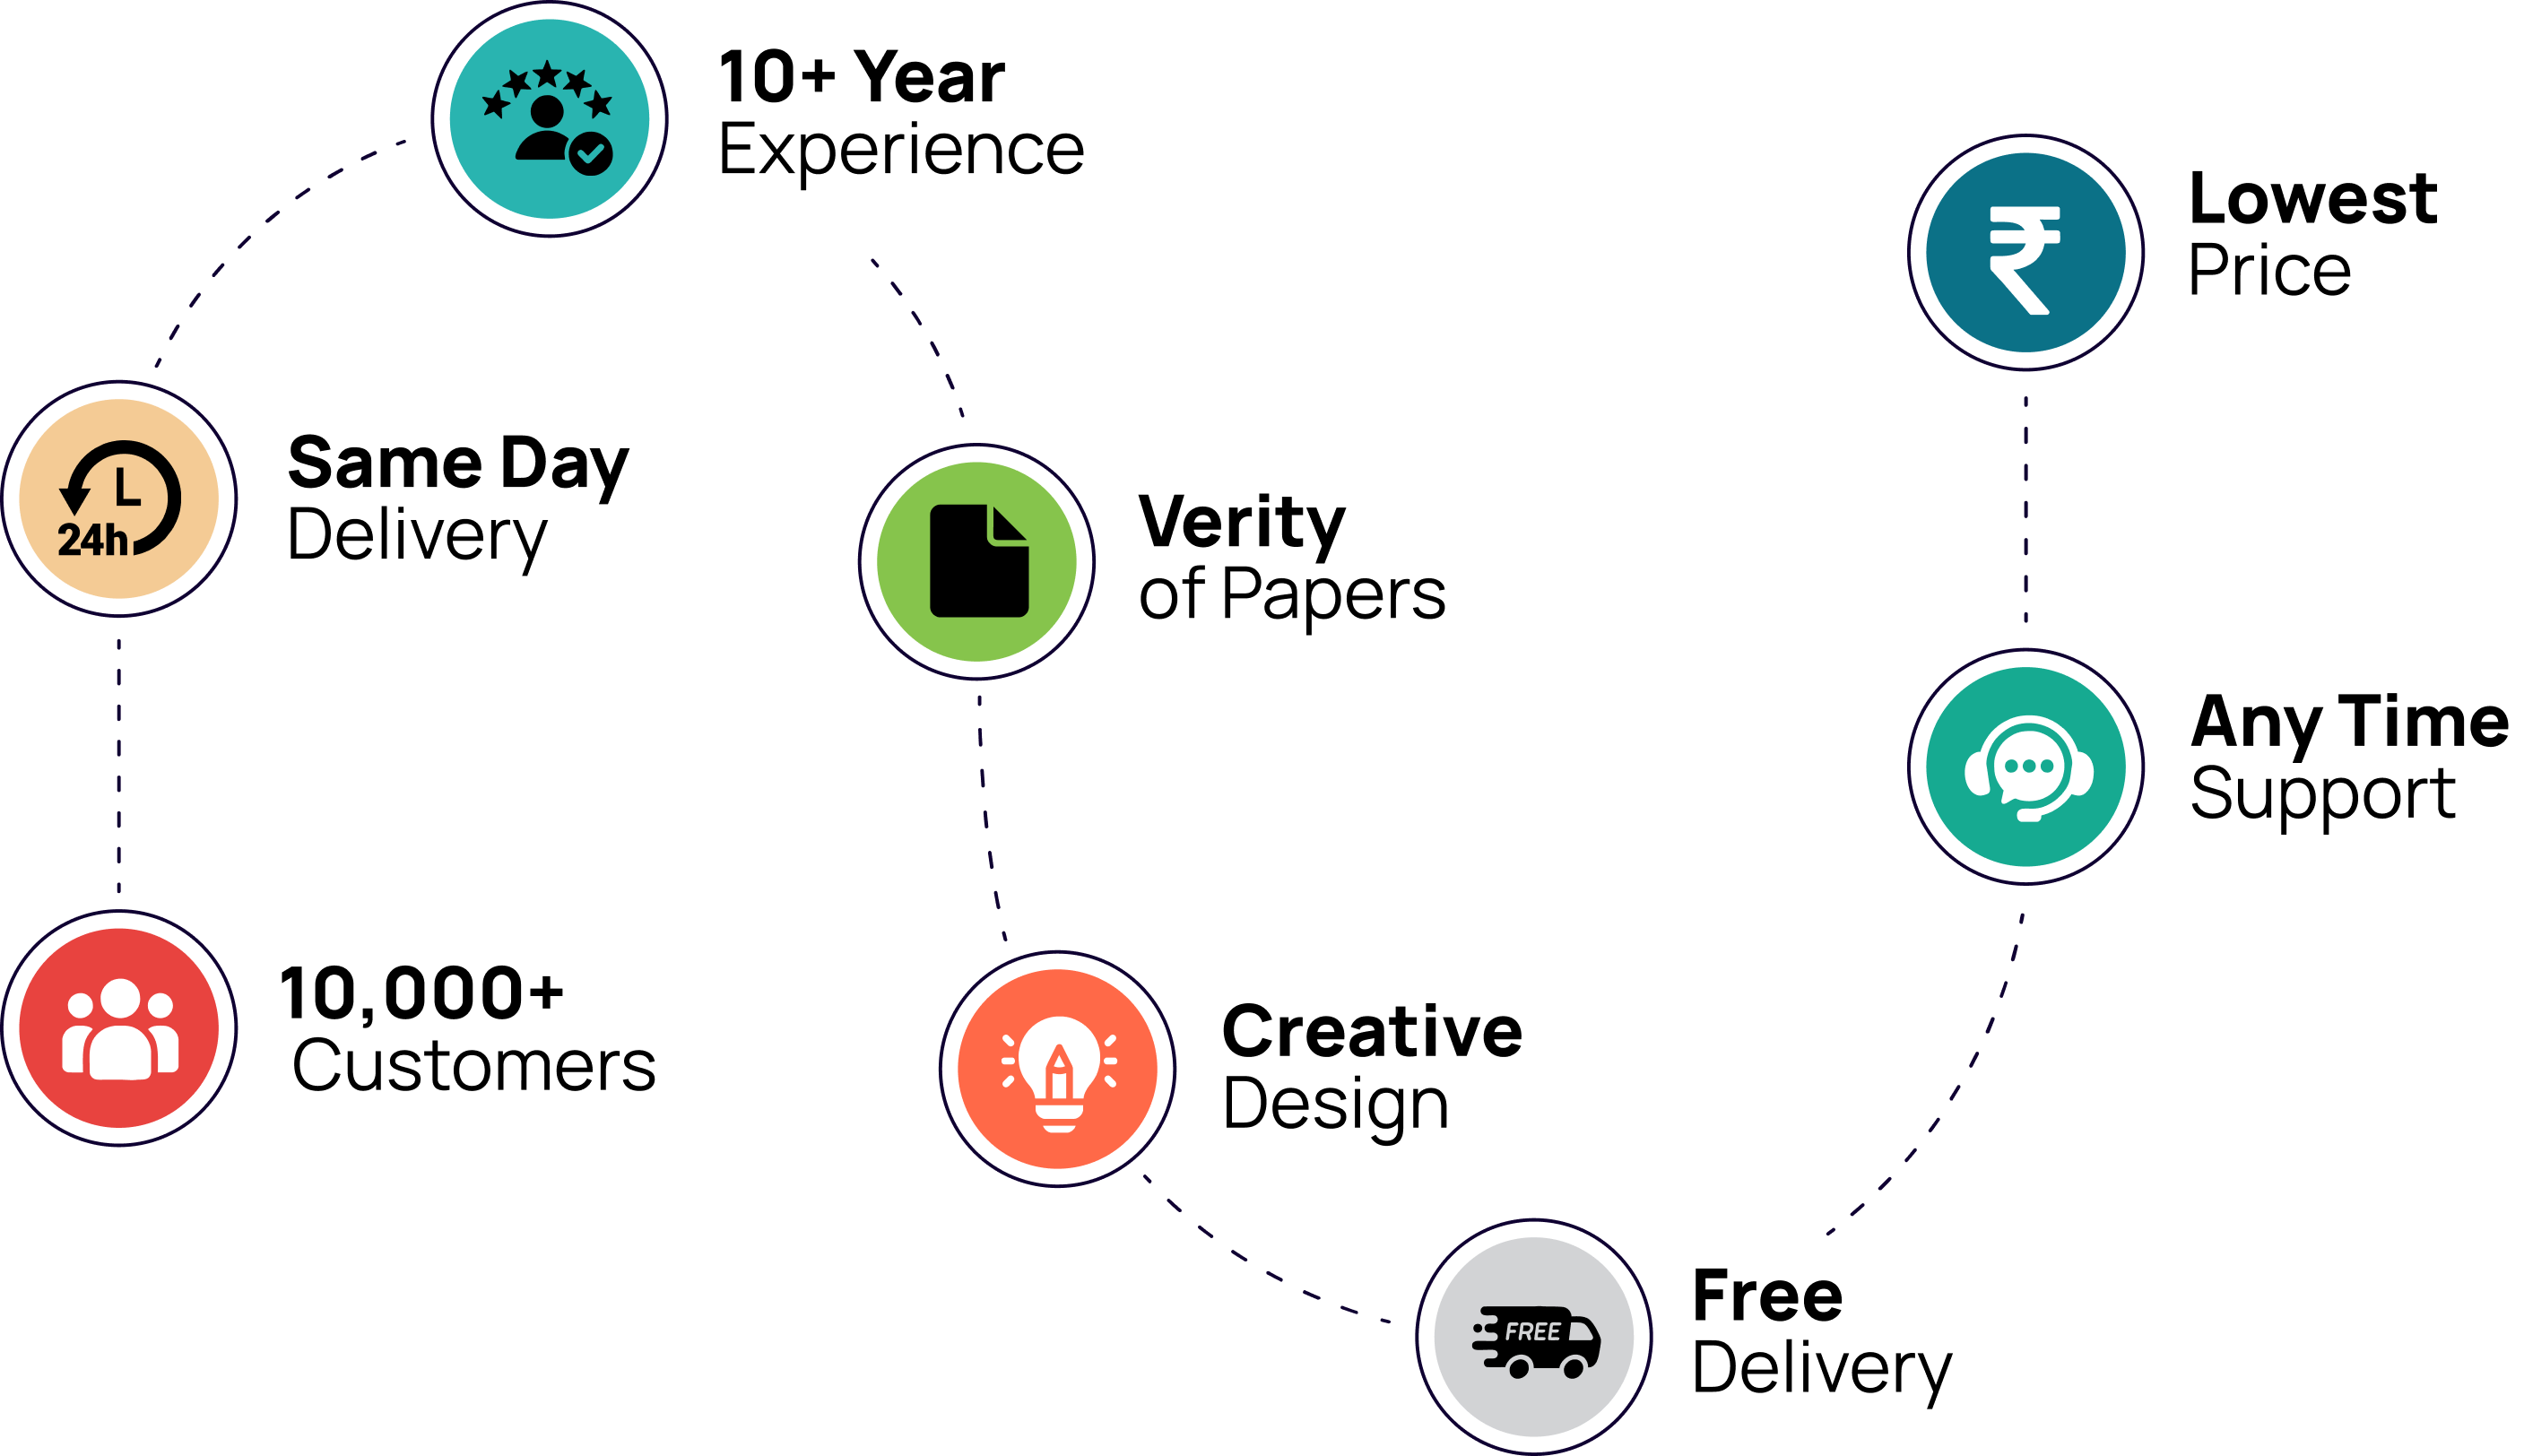 10+ Year
Experience
Lowest
Price
Same Day
Delivery
24h
Verity
of Papers
Any Time
Support
10,000+
Customers
Creative
Design
Free
Delivery
FREE